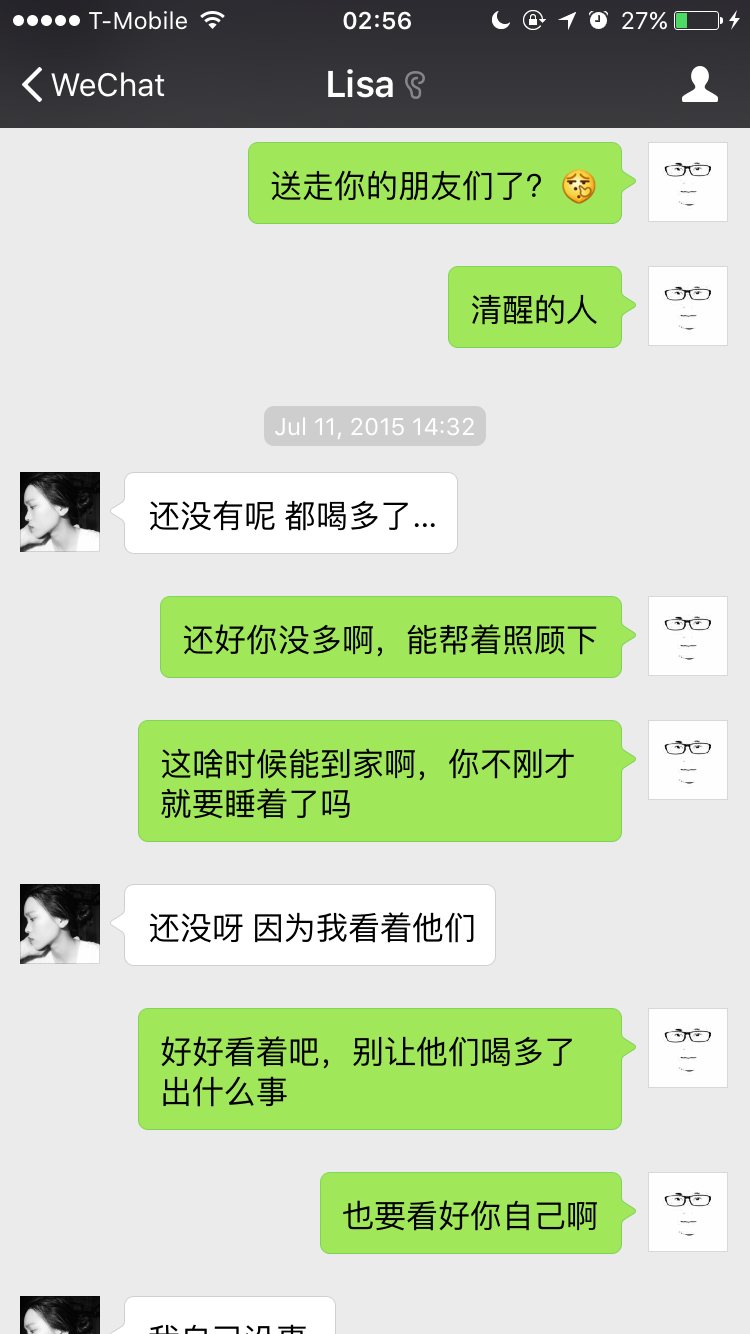 T-Mobile 02:56 27%
WeChat Lisa
送走你的朋友们了？
清醒的人
Jul 11, 2015 14:32
还没有呢 都喝多了...
还好你没多啊，能帮着照顾下
这啥时候能到家啊，你不刚才
就要睡着了吗
还没呀 因为我看着他们
好好看着吧，别让他们喝多了
出什么事
也要看好你自己啊
我自己没事